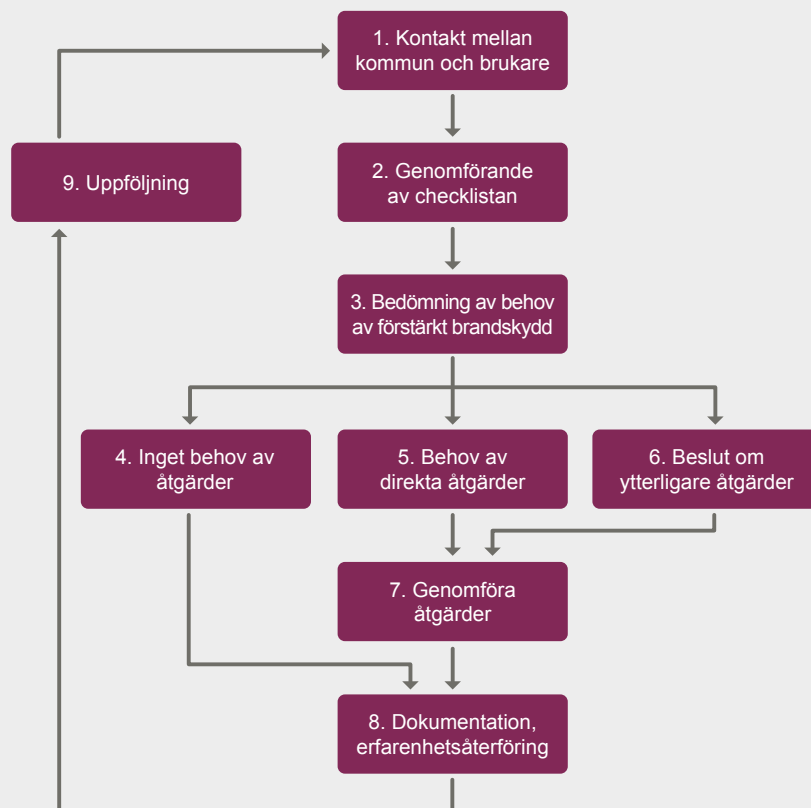 1. Kontakt mellan
kommun och brukare
9. Uppföljning
2. Genomförande
av checklistan
3. Bedömning av behov
av förstärkt brandskydd
4. Inget behov av
åtgärder
5. Behov av
direkta åtgärder
6. Beslut om
ytterligare åtgärder
7. Genomföra
åtgärder
8. Dokumentation,
erfarenhetsåterföring